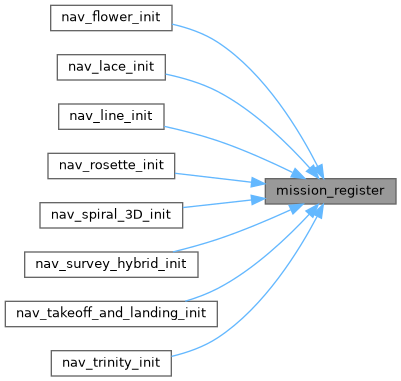 nav_flower_init
nav_lace_init
nav_line_init
nav_rosette_init
mission_register
nav_spiral_3D_init
nav_survey_hybrid_init
nav_takeoff_and_landing_init
nav_trinity_init